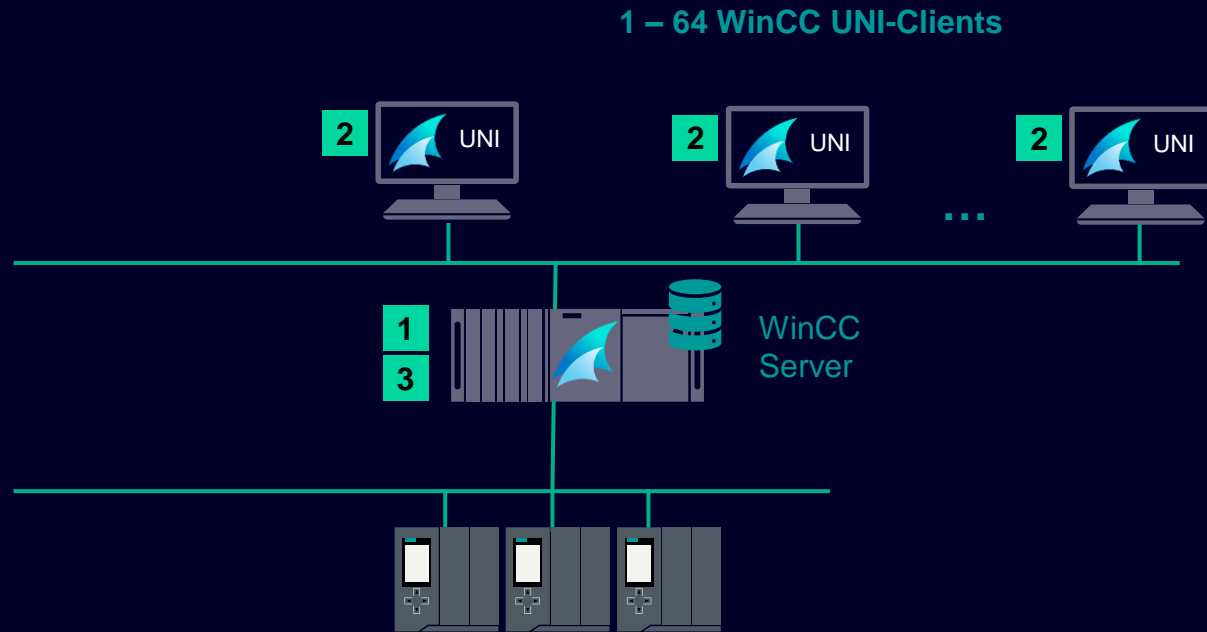 1 – 64 WinCC UNI-Clients
2 UNI
2 UNI
2 UNI
...
1
3
WinCC
Server